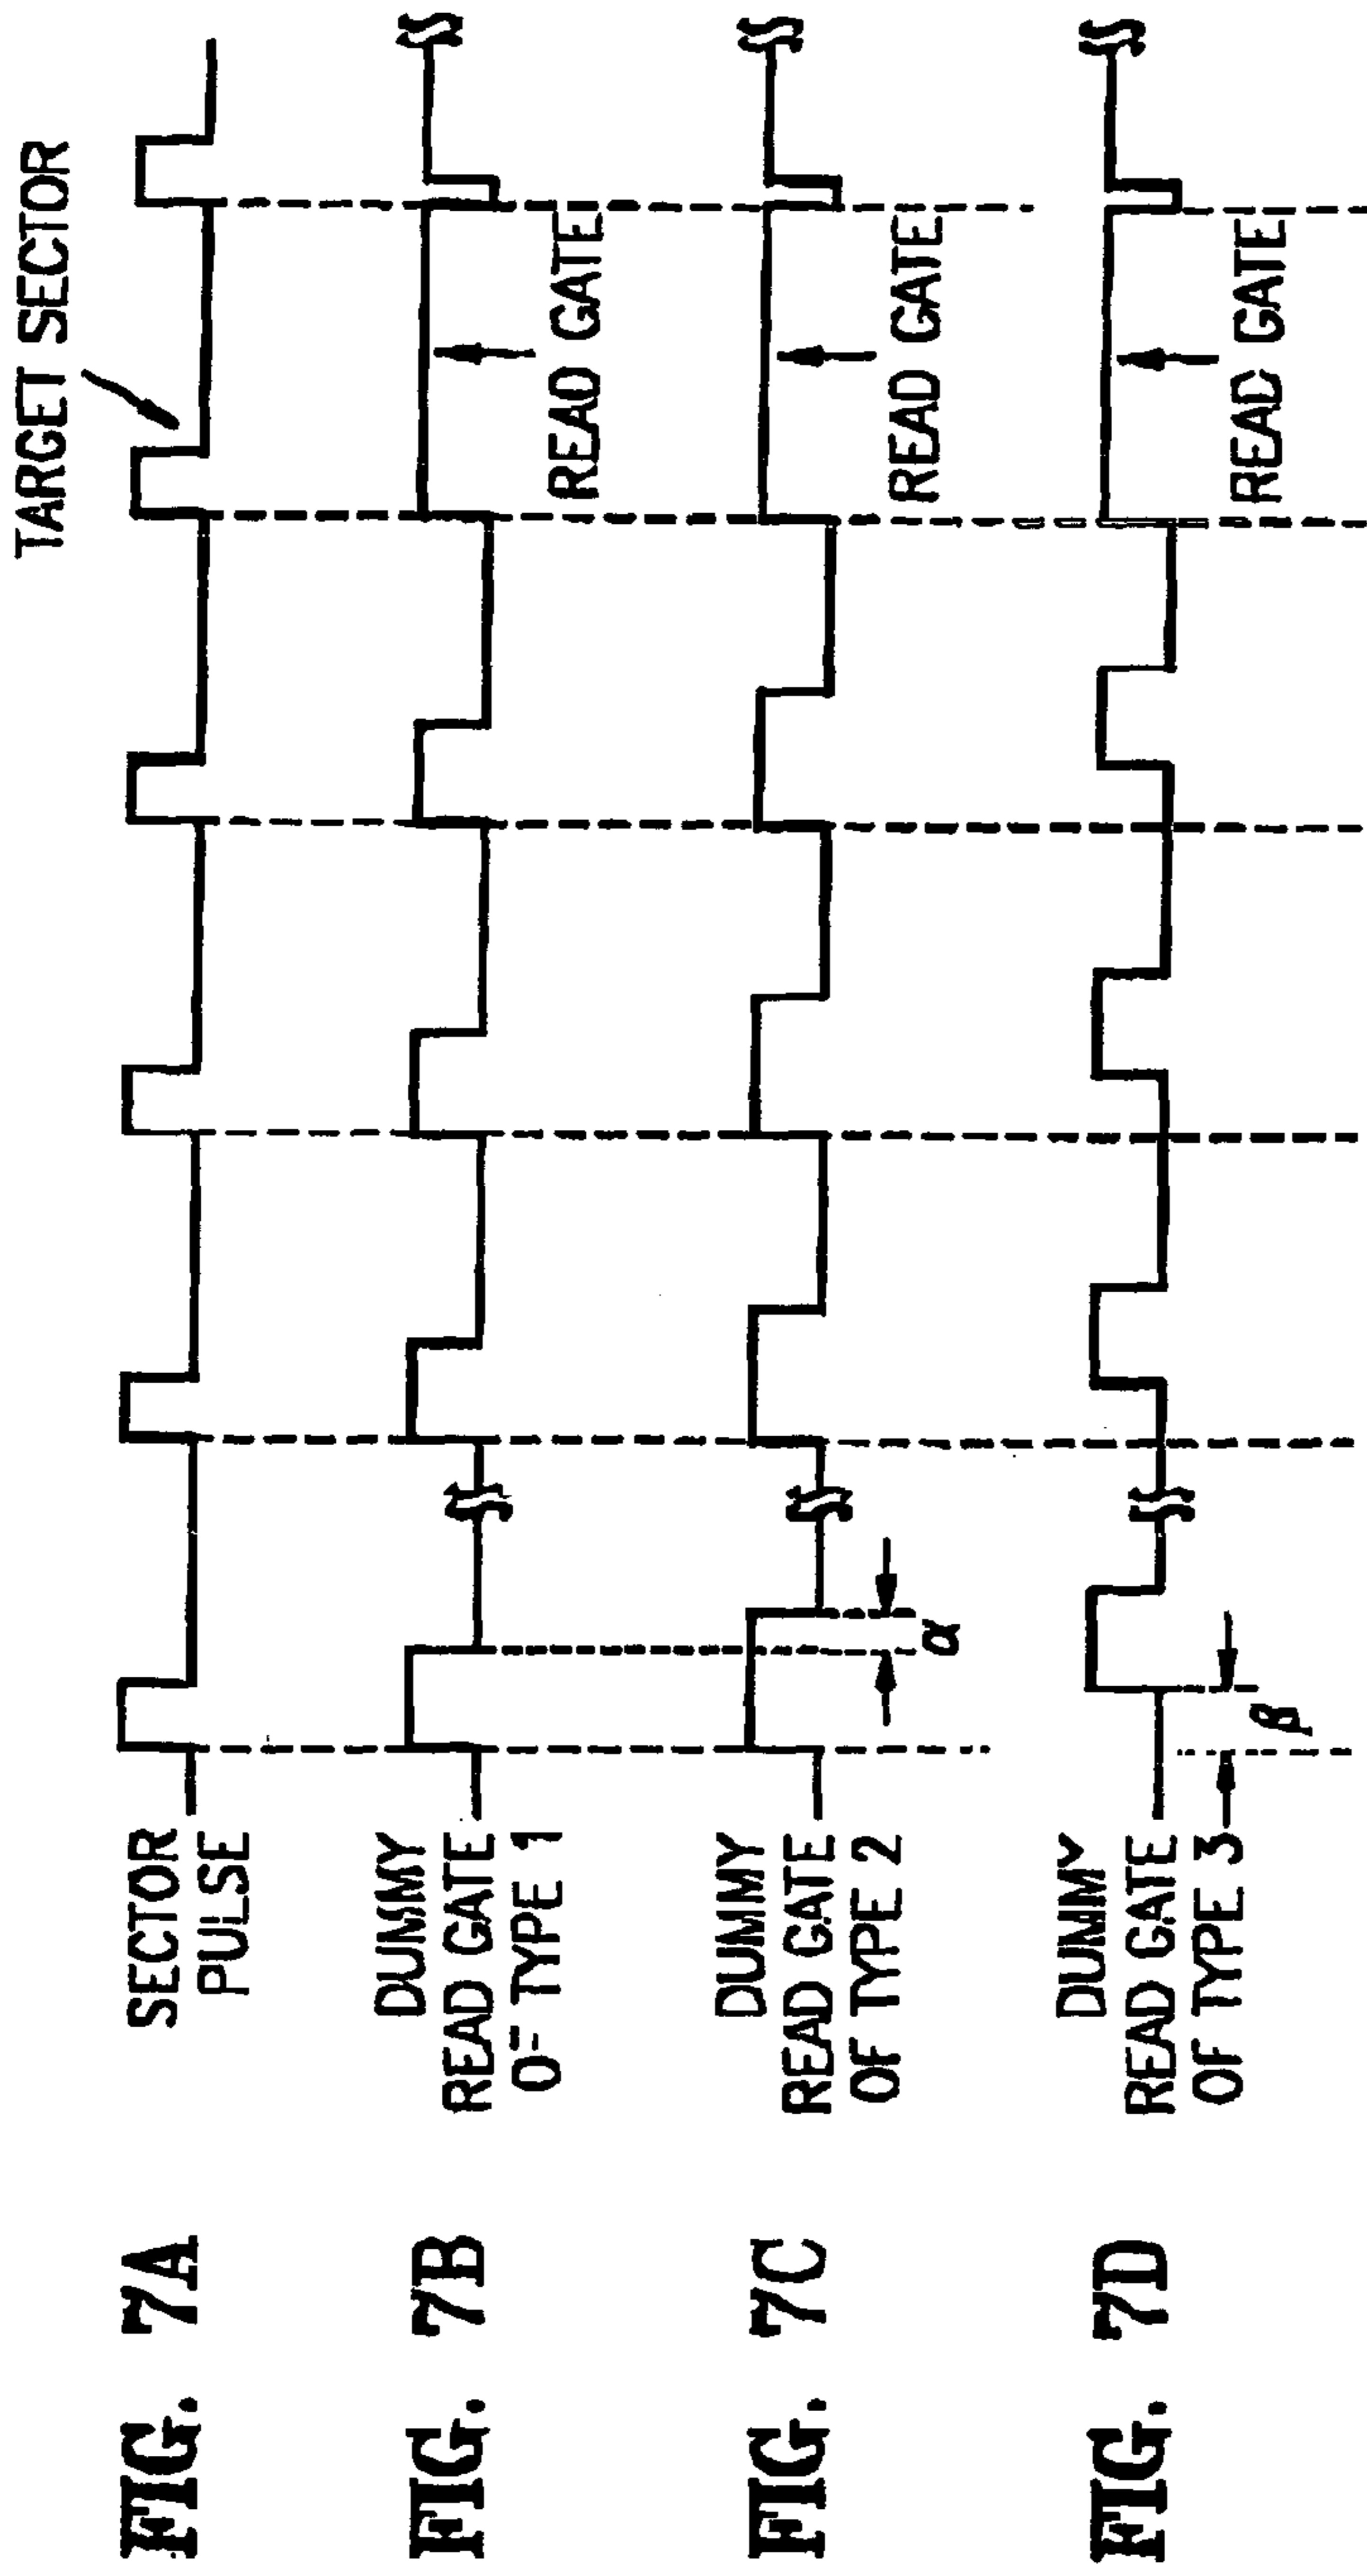 TARGET SECTOR
FIG. 7A
SECTOR
PULSE
FIG. 7B
DUMMY
READ GATE
OF TYPE 1
READ GATE
FIG. 7C
DUMMY
READ GATE
OF TYPE 2
α
READ GATE
FIG. 7D
DUMMY
READ GATE
OF TYPE 3
β
READ GATE